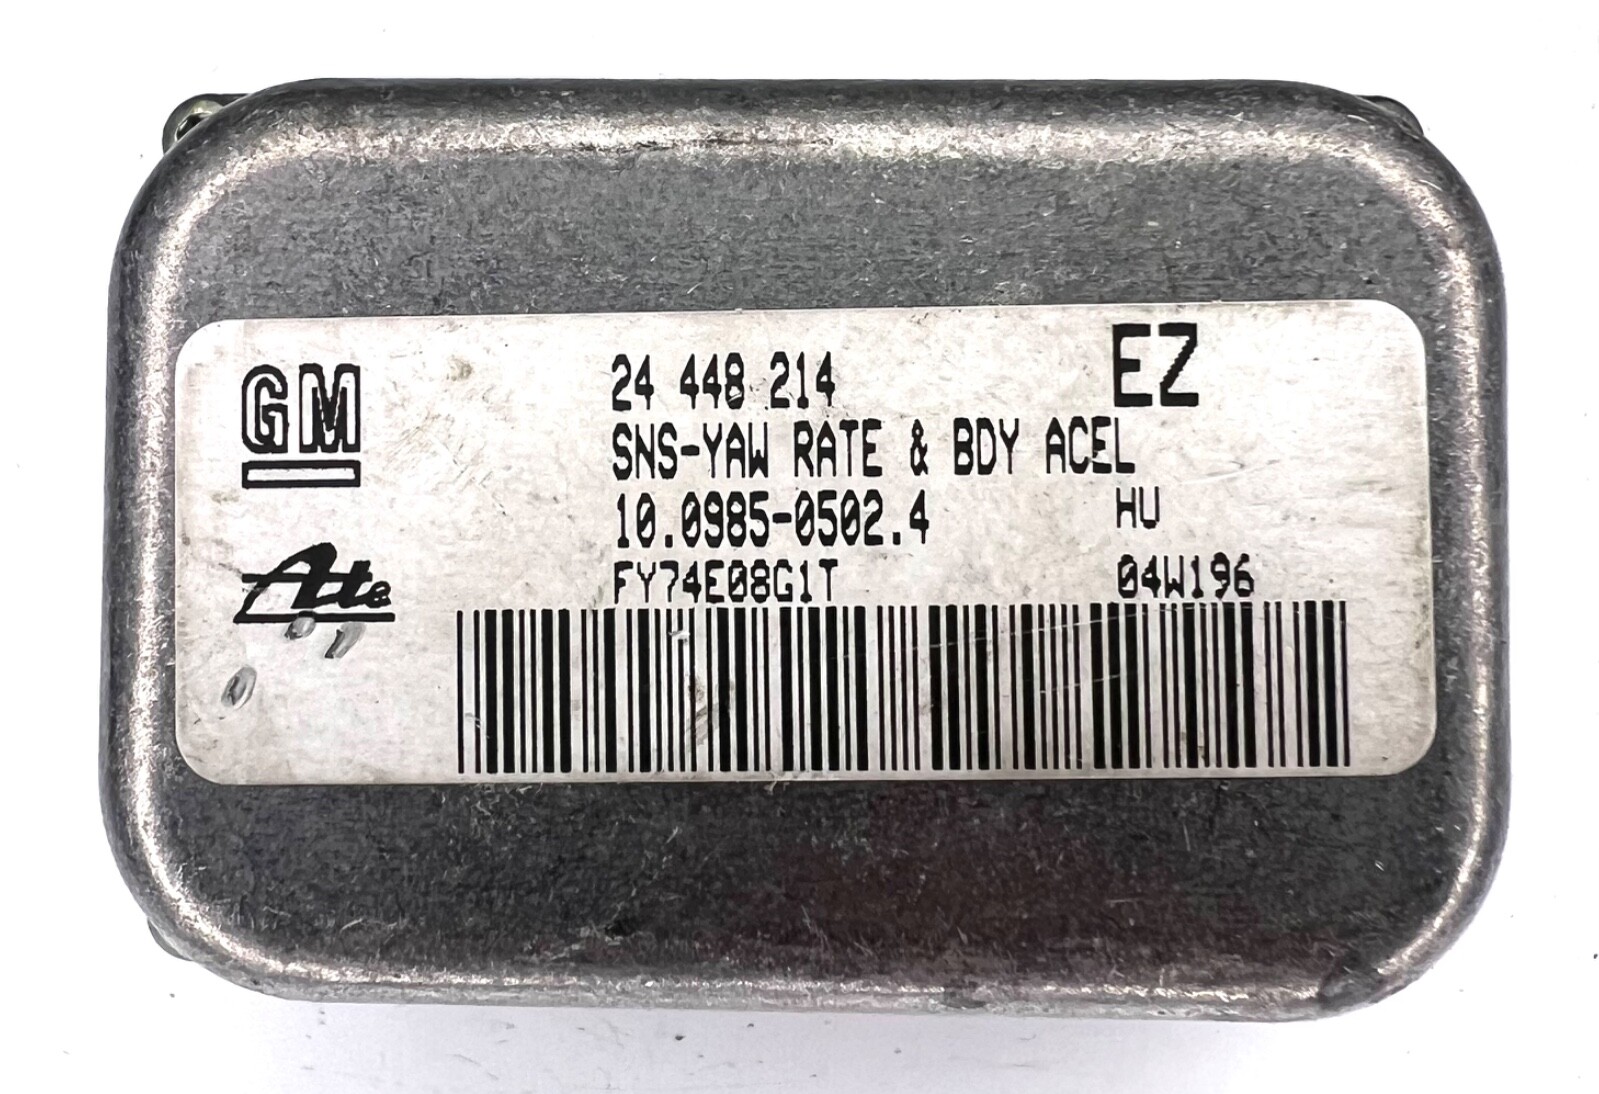 GM
24 448 214
EZ
SNS-YAW RATE & BDY ACEL
10.0985-0502.4
HU
Ate
FY74E08G1T
04W196